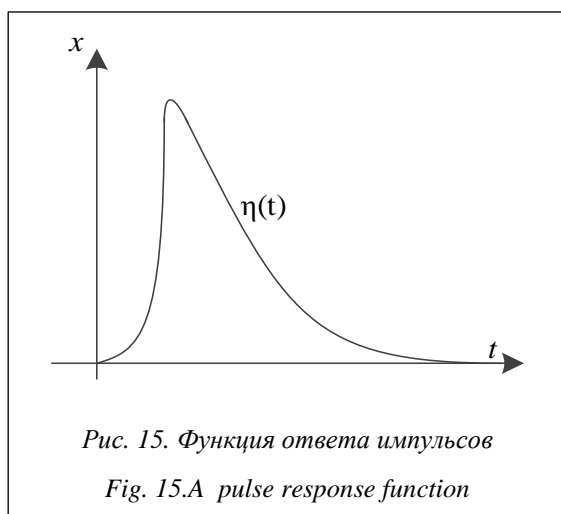 x
η(t)
t
Рис. 15. Функция ответа импульсов
Fig. 15.A pulse response function